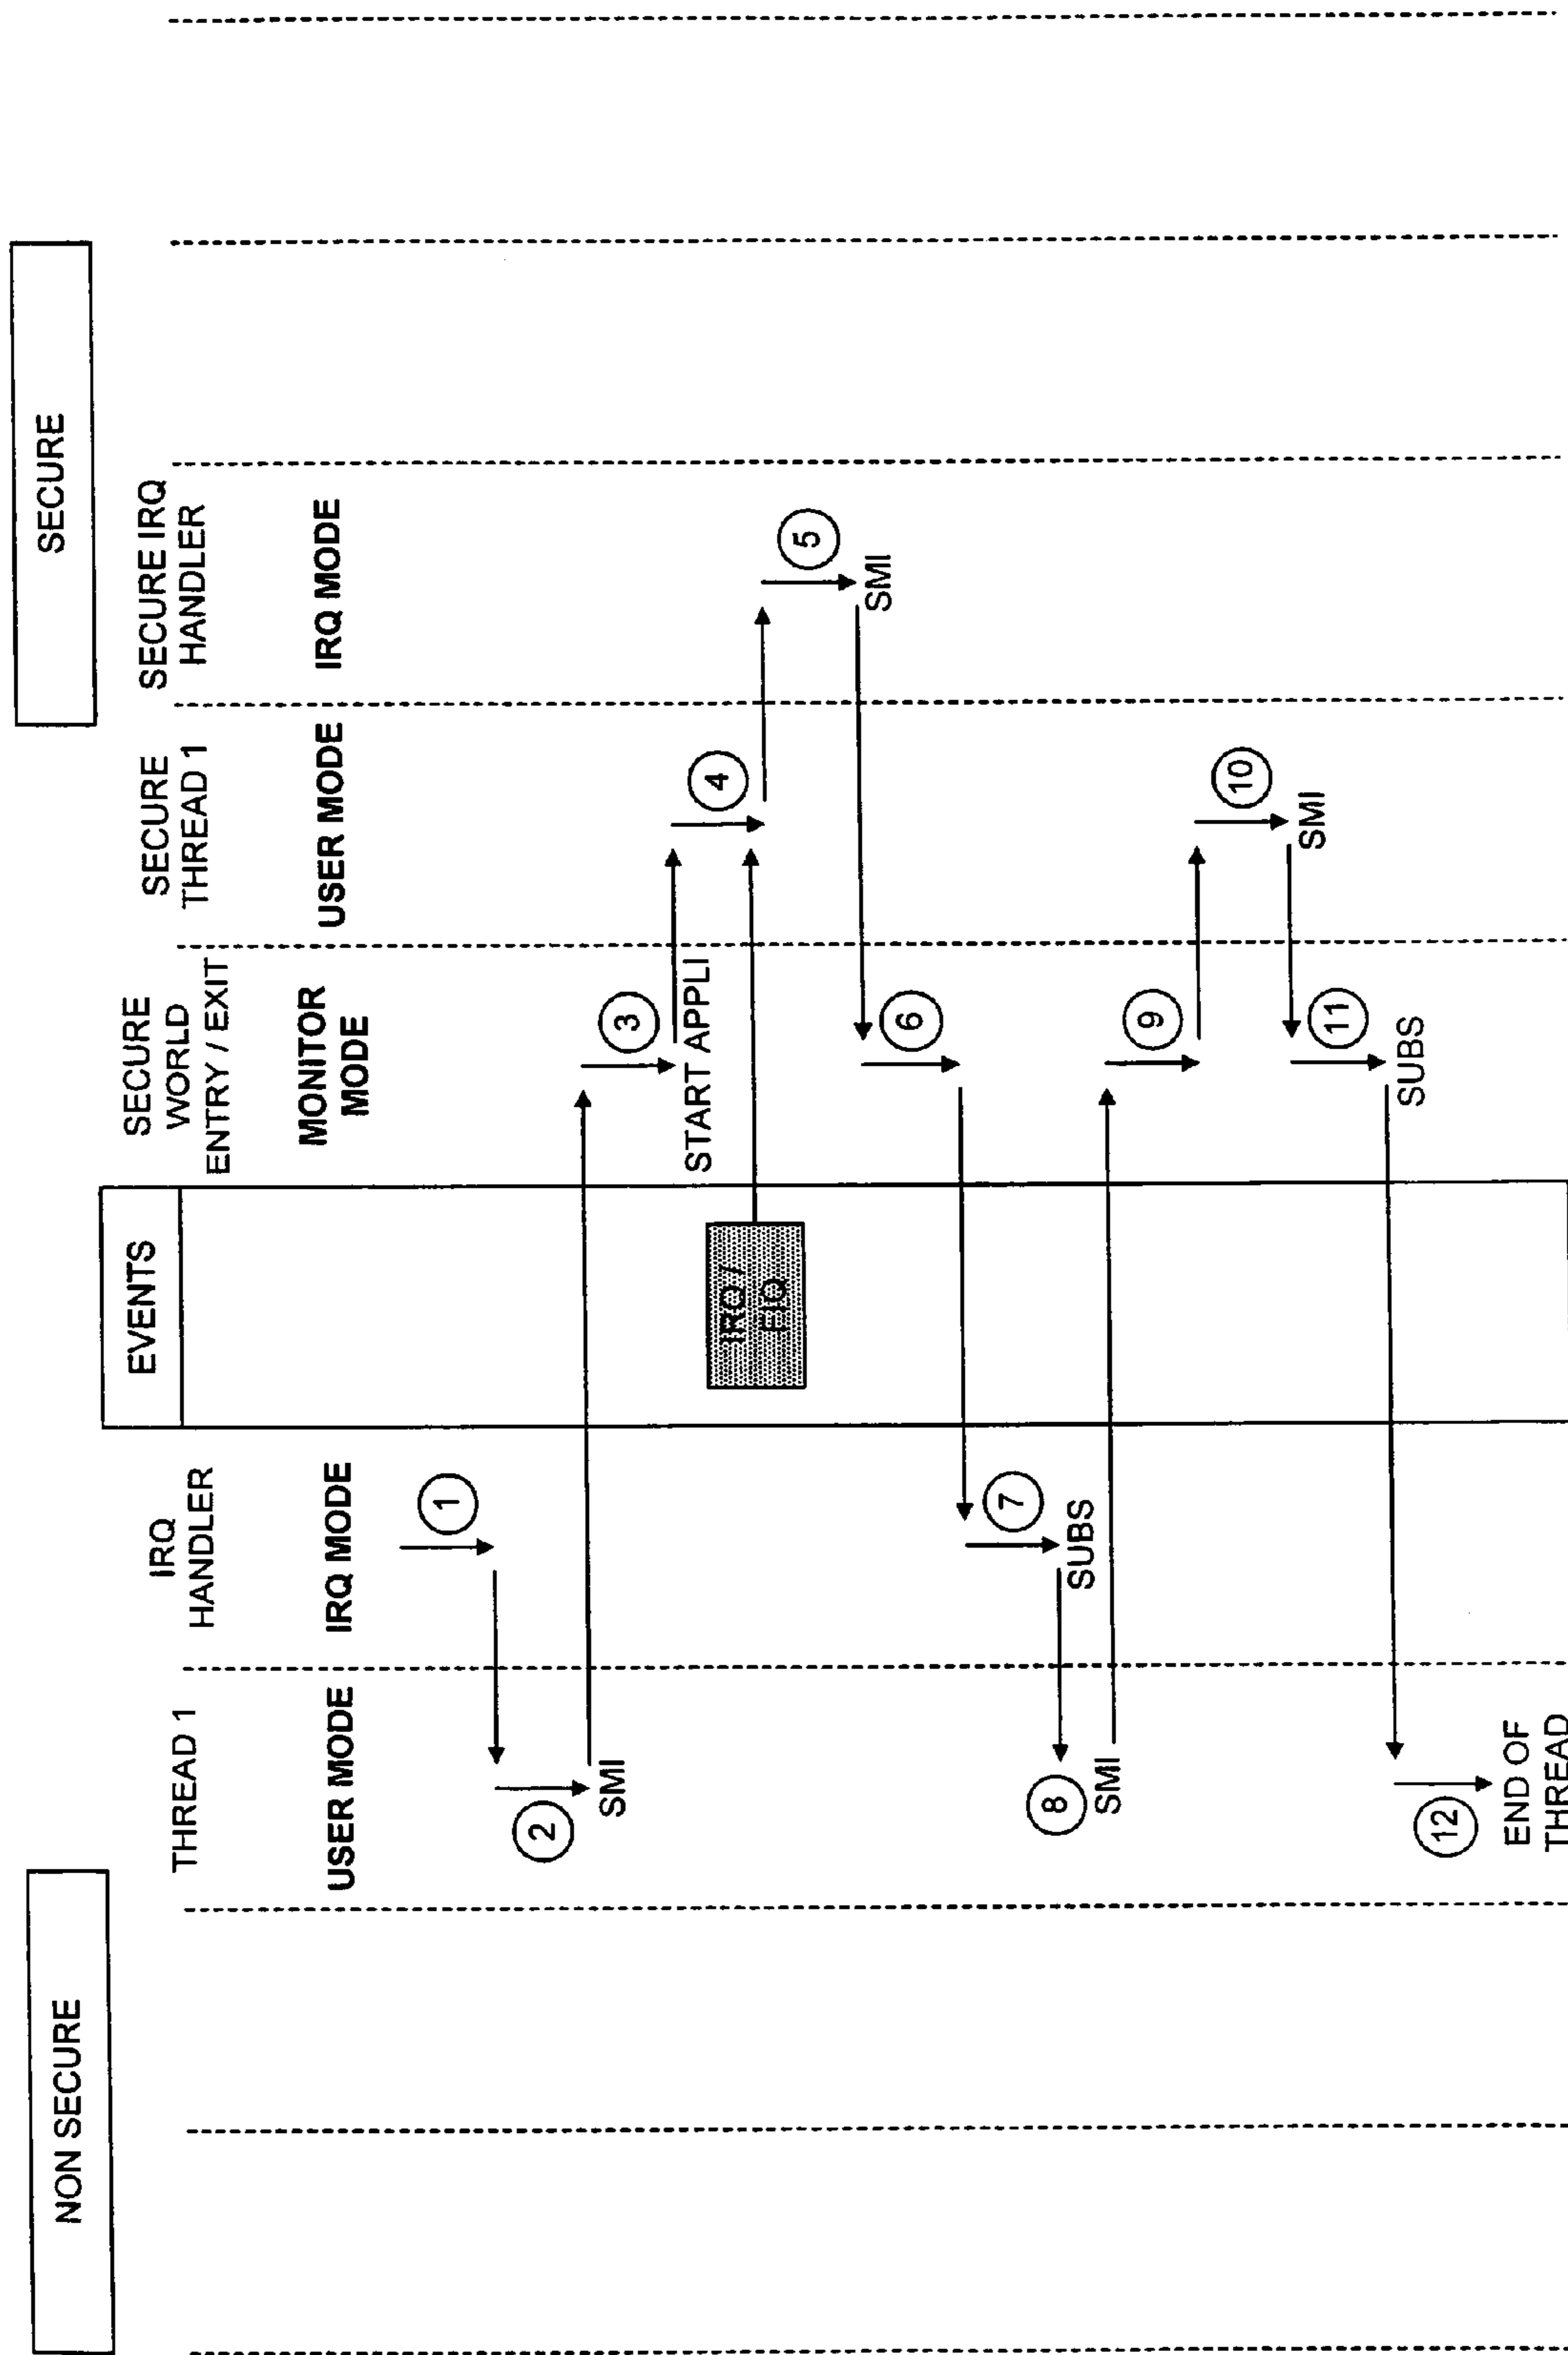 NON SECURE
SECURE
THREAD 1
IRQ
HANDLER
EVENTS
SECURE
WORLD
ENTRY / EXIT
SECURE
THREAD 1
SECURE IRQ
HANDLER
USER MODE
IRQ MODE
MONITOR
MODE
USER MODE
IRQ MODE
1
2
SMI
3
START APPLI
IRQ /
FIQ
4
5
SMI
6
7
SUBS
8
SMI
9
10
SMI
11
SUBS
12
END OF
THREAD